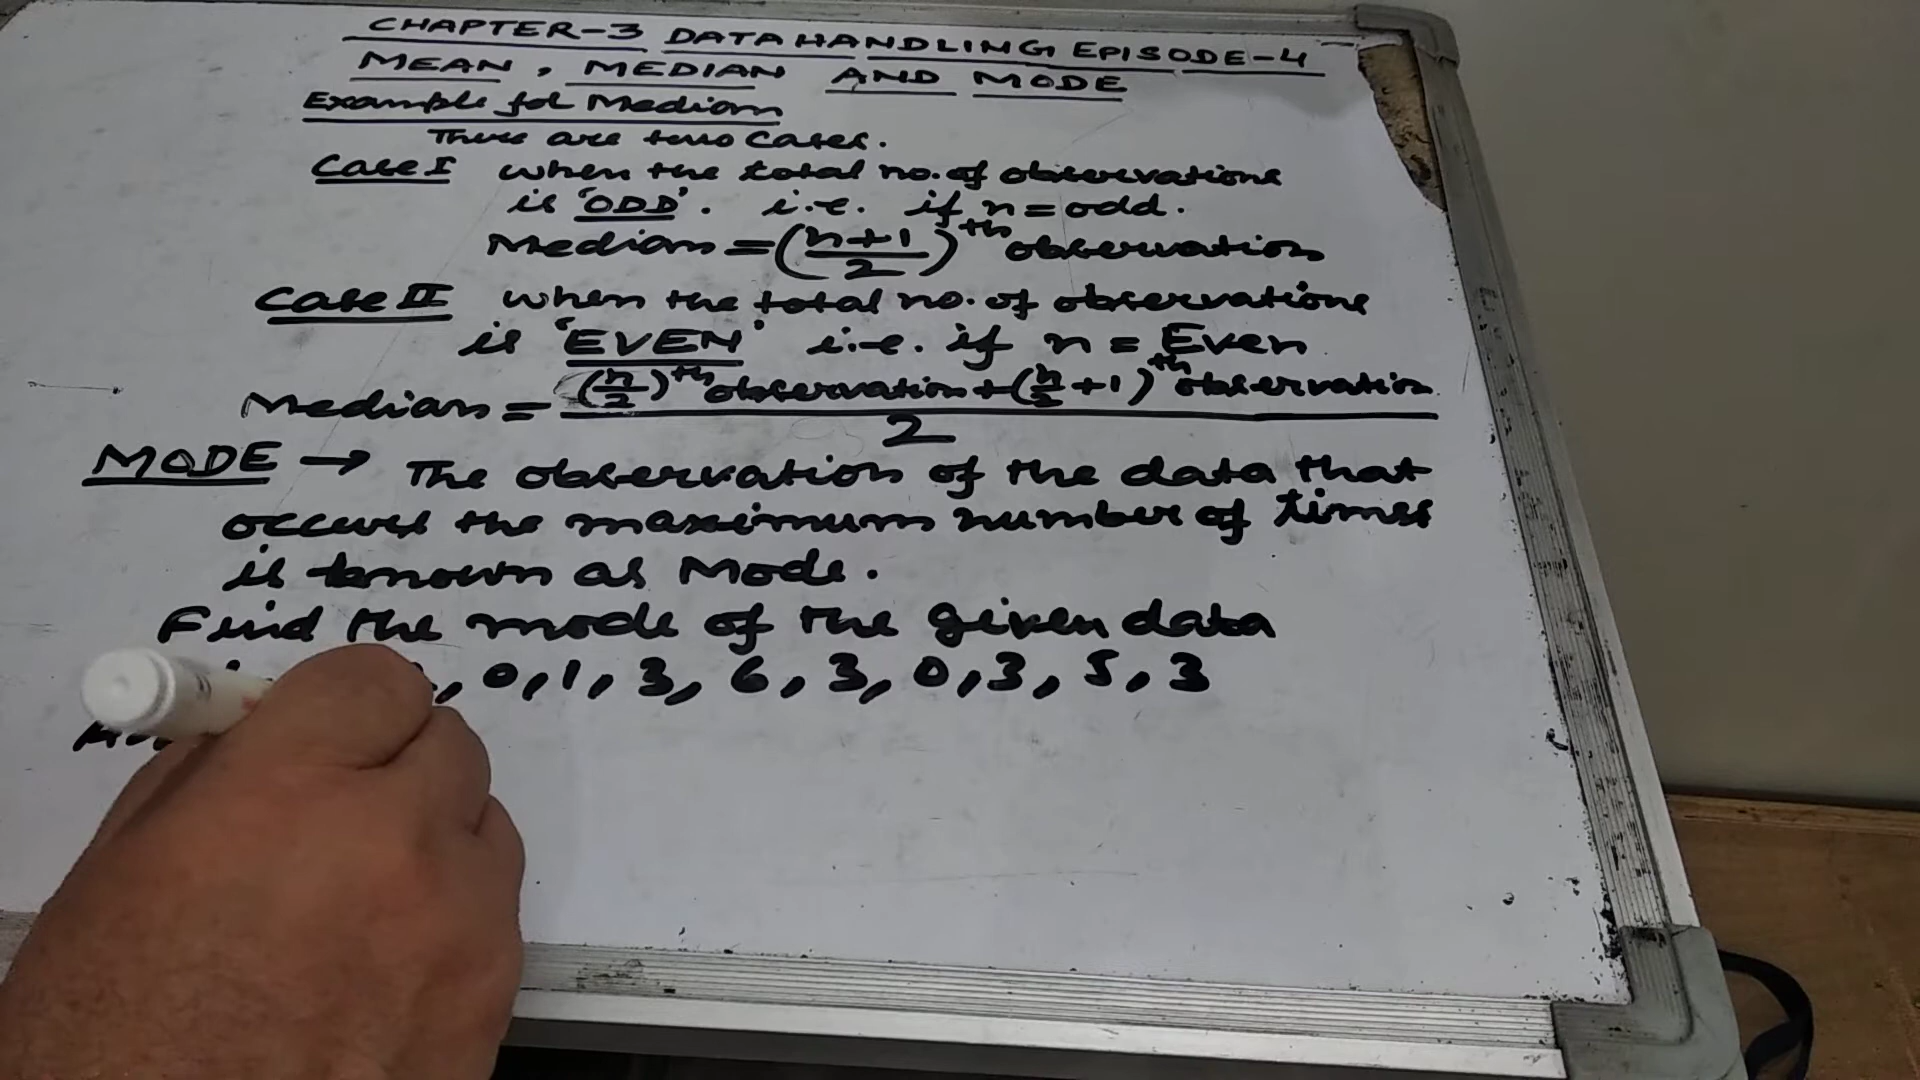 CHAPTER-3 DATA HANDLING EPISODE-4
MEAN, MEDIAN AND MODE
Example for Median
There are two Cases.
Case I when the total no. of observations
is 'ODD'. i.e. if n = odd.
Median = (n+1/2)th observation
Case II when the total no. of observations
is 'EVEN' i.e. if n = Even
Median = (n/2)th observation + (n/2 + 1)th observation
2
MODE → The observation of the data that
occurs the maximum number of times
is known as Mode.
Find the mode of the given data
, 0, 1, 3, 6, 3, 0, 3, 5, 3